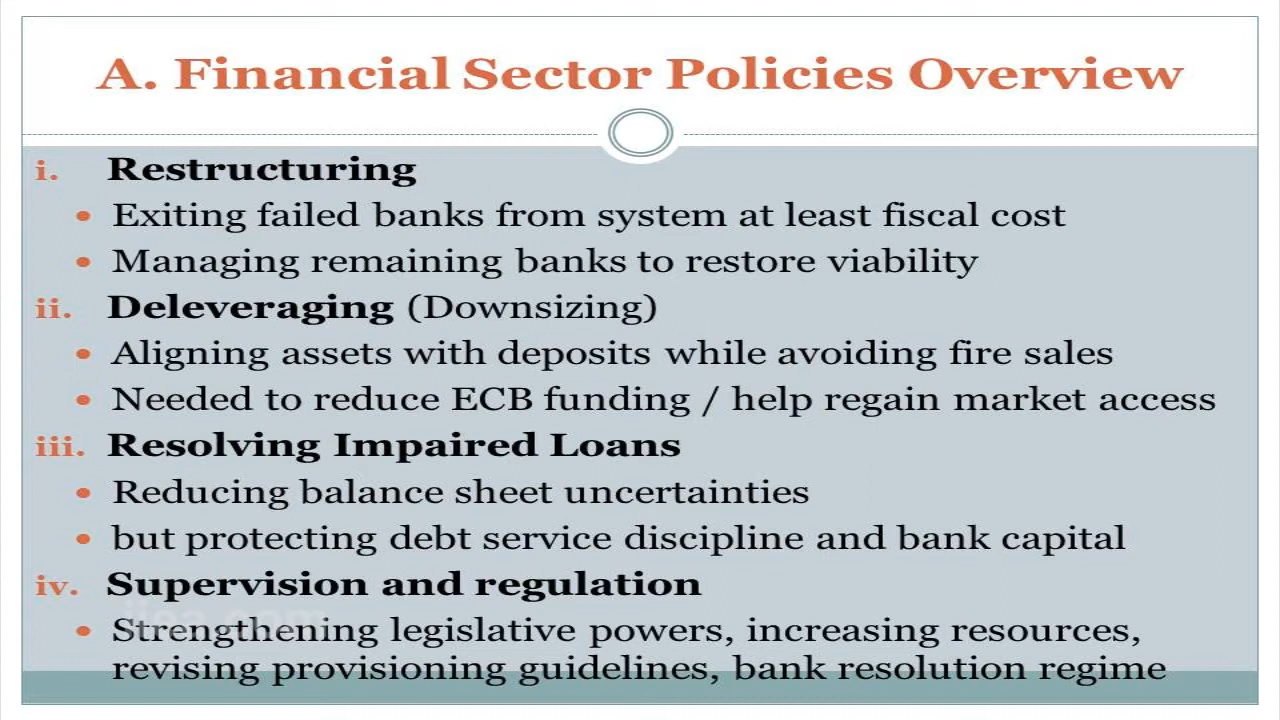 A. Financial Sector Policies Overview
i. Restructuring
• Exiting failed banks from system at least fiscal cost
• Managing remaining banks to restore viability
ii. Deleveraging (Downsizing)
• Aligning assets with deposits while avoiding fire sales
• Needed to reduce ECB funding / help regain market access
iii. Resolving Impaired Loans
• Reducing balance sheet uncertainties
• but protecting debt service discipline and bank capital
iv. Supervision and regulation
• Strengthening legislative powers, increasing resources,
revising provisioning guidelines, bank resolution regime